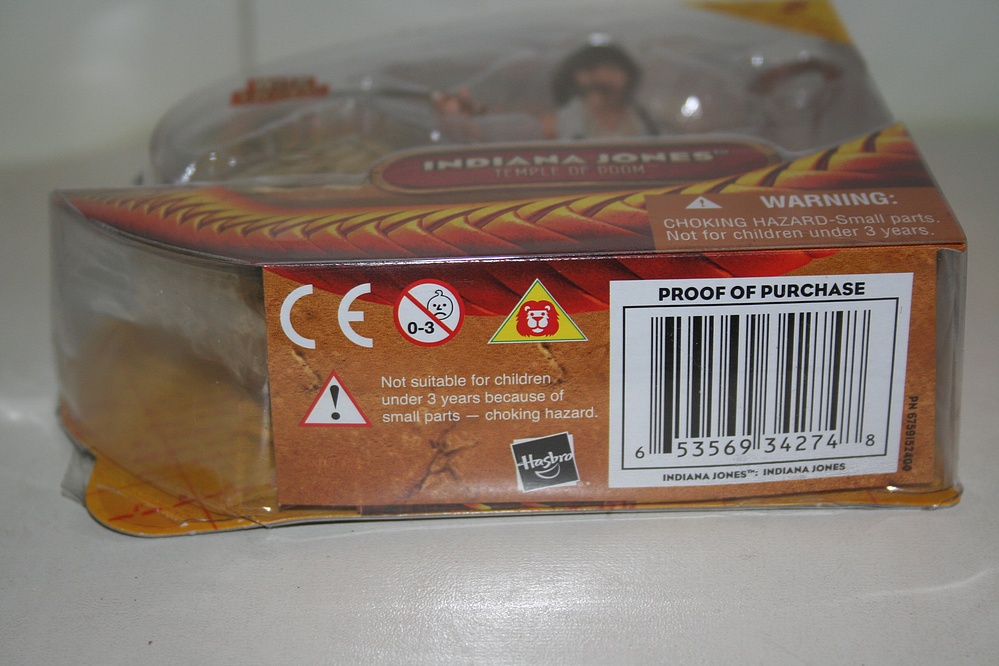 INDIANA JONES™
TEMPLE OF DOOM
WARNING:
CHOKING HAZARD-Small parts.
Not for children under 3 years.
CE
0-3
Not suitable for children
under 3 years because of
small parts — choking hazard.
Hasbro
PROOF OF PURCHASE
6 53569 34274 8
INDIANA JONES™: INDIANA JONES